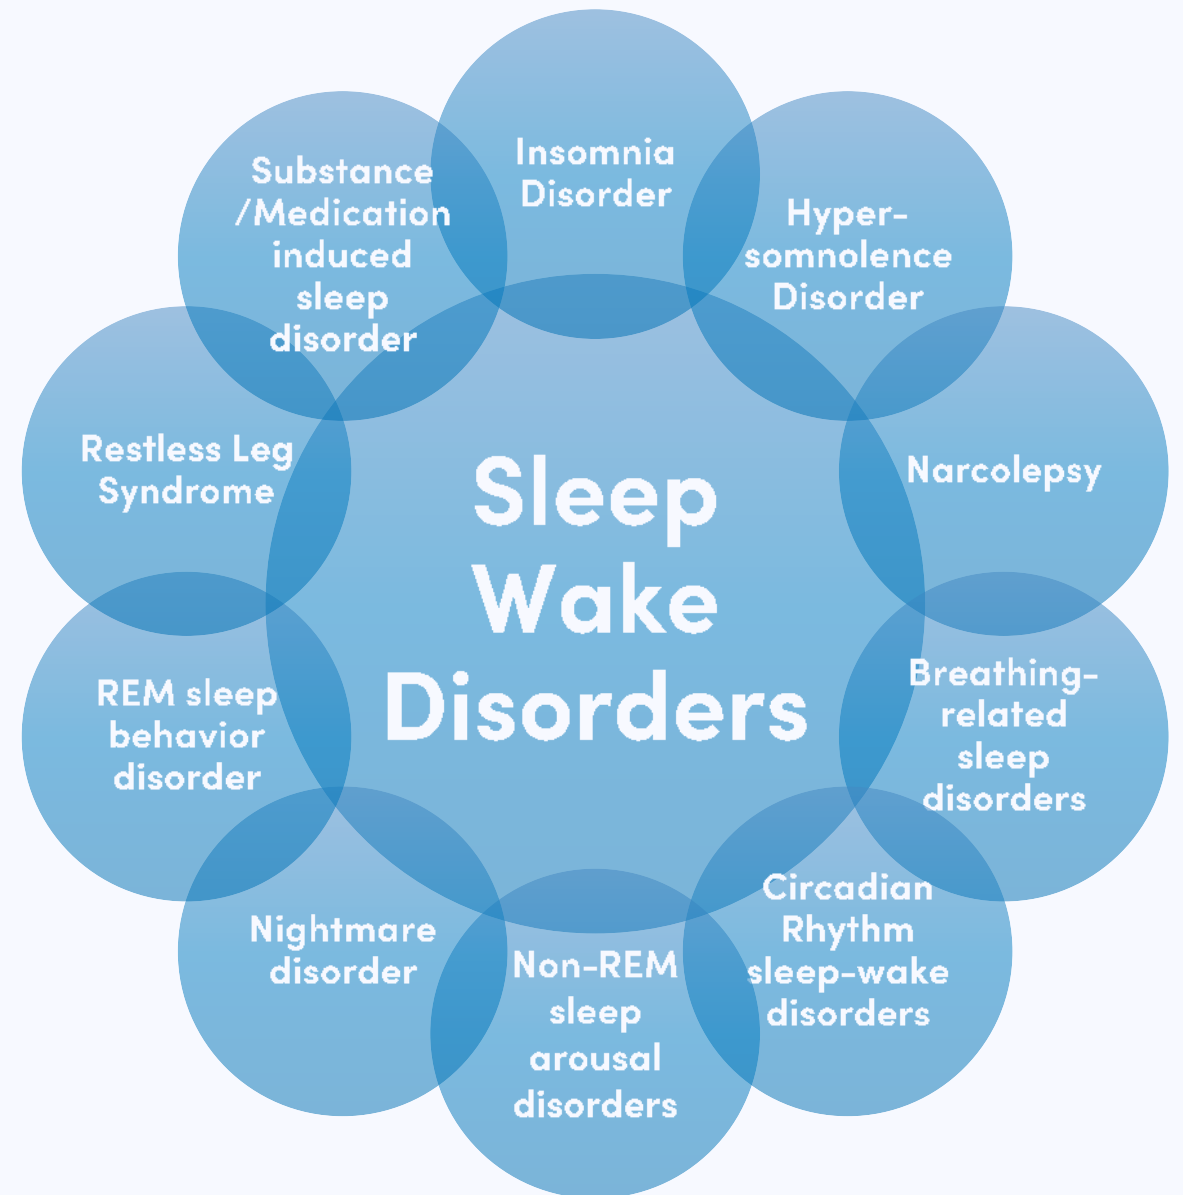 Insomnia
Disorder
Hyper-
somnolence
Disorder
Narcolepsy
Breathing-
related
sleep
disorders
Circadian
Rhythm
sleep-wake
disorders
Non-REM
sleep
arousal
disorders
Nightmare
disorder
REM sleep
behavior
disorder
Restless Leg
Syndrome
Substance
/Medication
induced
sleep
disorder
Sleep
Wake
Disorders